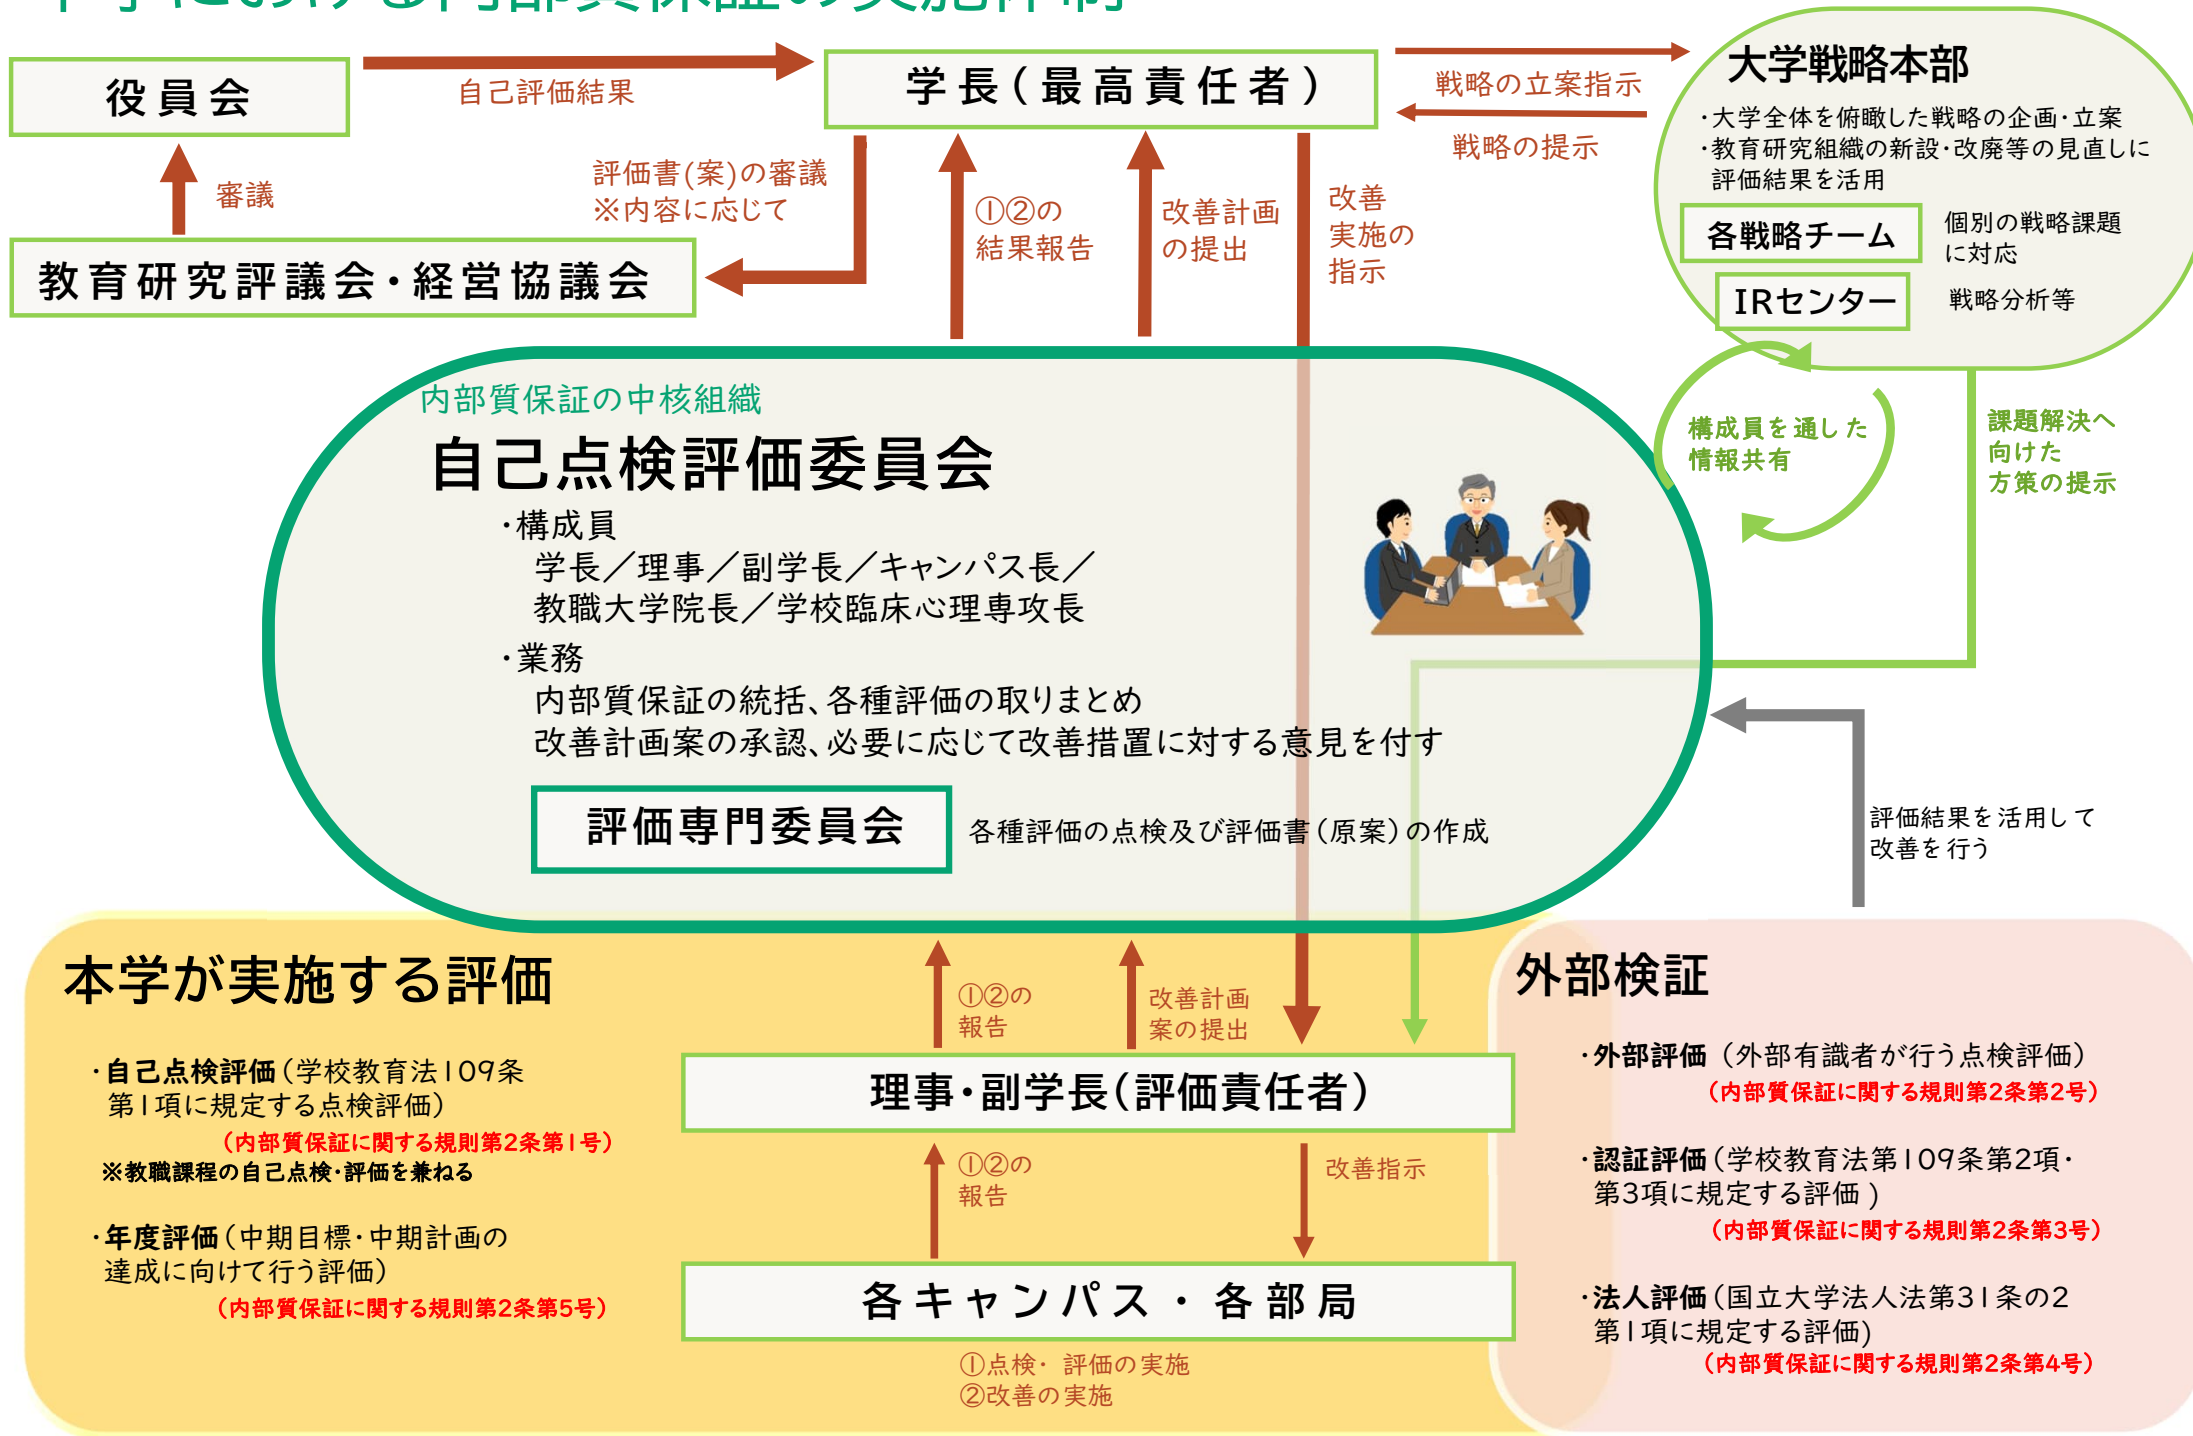 本学における内部質保証の実施体制
役員会
自己評価結果
学長(最高責任者)
戦略の立案指示
戦略の提示
大学戦略本部
・大学全体を俯瞰した戦略の企画・立案
・教育研究組織の新設・改廃等の見直しに
評価結果を活用
各戦略チーム
個別の戦略課題
に対応
IRセンター
戦略分析等
審議
評価書(案)の審議
※内容に応じて
①②の
結果報告
改善計画
の提出
改善
実施の
指示
教育研究評議会・経営協議会
内部質保証の中核組織
自己点検評価委員会
・構成員
学長／理事／副学長／キャンパス長／
教職大学院長／学校臨床心理専攻長
・業務
内部質保証の統括、各種評価の取りまとめ
改善計画案の承認、必要に応じて改善措置に対する意見を付す
評価専門委員会
各種評価の点検及び評価書(原案)の作成
構成員を通した
情報共有
課題解決へ
向けた
方策の提示
評価結果を活用して
改善を行う
本学が実施する評価
・自己点検評価(学校教育法109条
第1項に規定する点検評価)
(内部質保証に関する規則第2条第1号)
※教職課程の自己点検・評価を兼ねる
・年度評価(中期目標・中期計画の
達成に向けて行う評価)
(内部質保証に関する規則第2条第5号)
①②の
報告
改善計画
案の提出
理事・副学長(評価責任者)
①②の
報告
改善指示
各キャンパス・各部局
①点検・ 評価の実施
②改善の実施
外部検証
・外部評価 (外部有識者が行う点検評価)
(内部質保証に関する規則第2条第2号)
・認証評価(学校教育法第109条第2項・
第3項に規定する評価 )
(内部質保証に関する規則第2条第3号)
・法人評価(国立大学法人法第31条の2
第1項に規定する評価)
(内部質保証に関する規則第2条第4号)